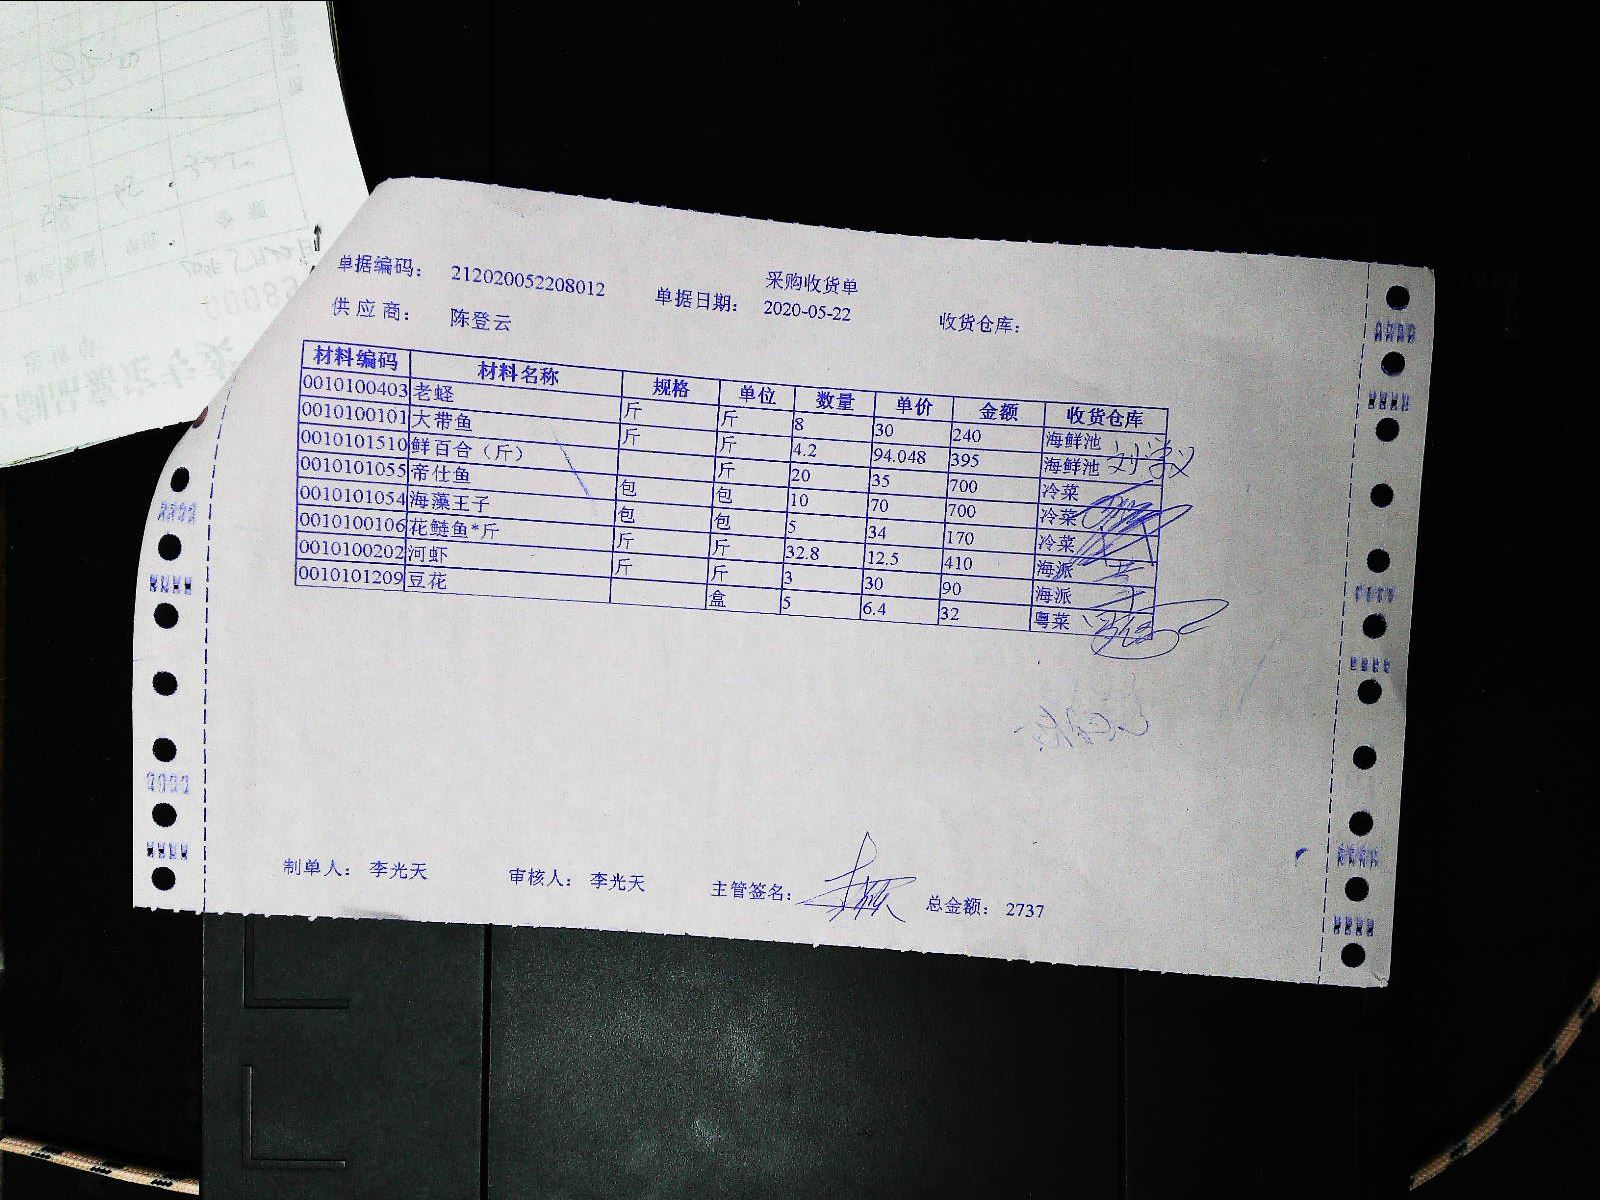 采购收货单
单据编码： 212020052208012 单据日期： 2020-05-22 收货仓库：
供应商： 陈登云
材料编码 材料名称 规格 单位 数量 单价 金额 收货仓库
0010100403 老蛏 斤 斤 8 30 240 海鲜池
0010100101 大带鱼 斤 斤 4.2 94.048 395 海鲜池
0010101510 鲜百合（斤） 斤 20 35 700 冷菜
0010101055 帝仕鱼 包 包 10 70 700 冷菜
0010101054 海藻王子 包 包 5 34 170 冷菜
0010100106 花鲢鱼*斤 斤 斤 32.8 12.5 410 海派
0010100202 河虾 斤 斤 3 30 90 海派
0010101209 豆花 盒 5 6.4 32 粤菜
制单人： 李光天 审核人： 李光天 主管签名： 总金额： 2737